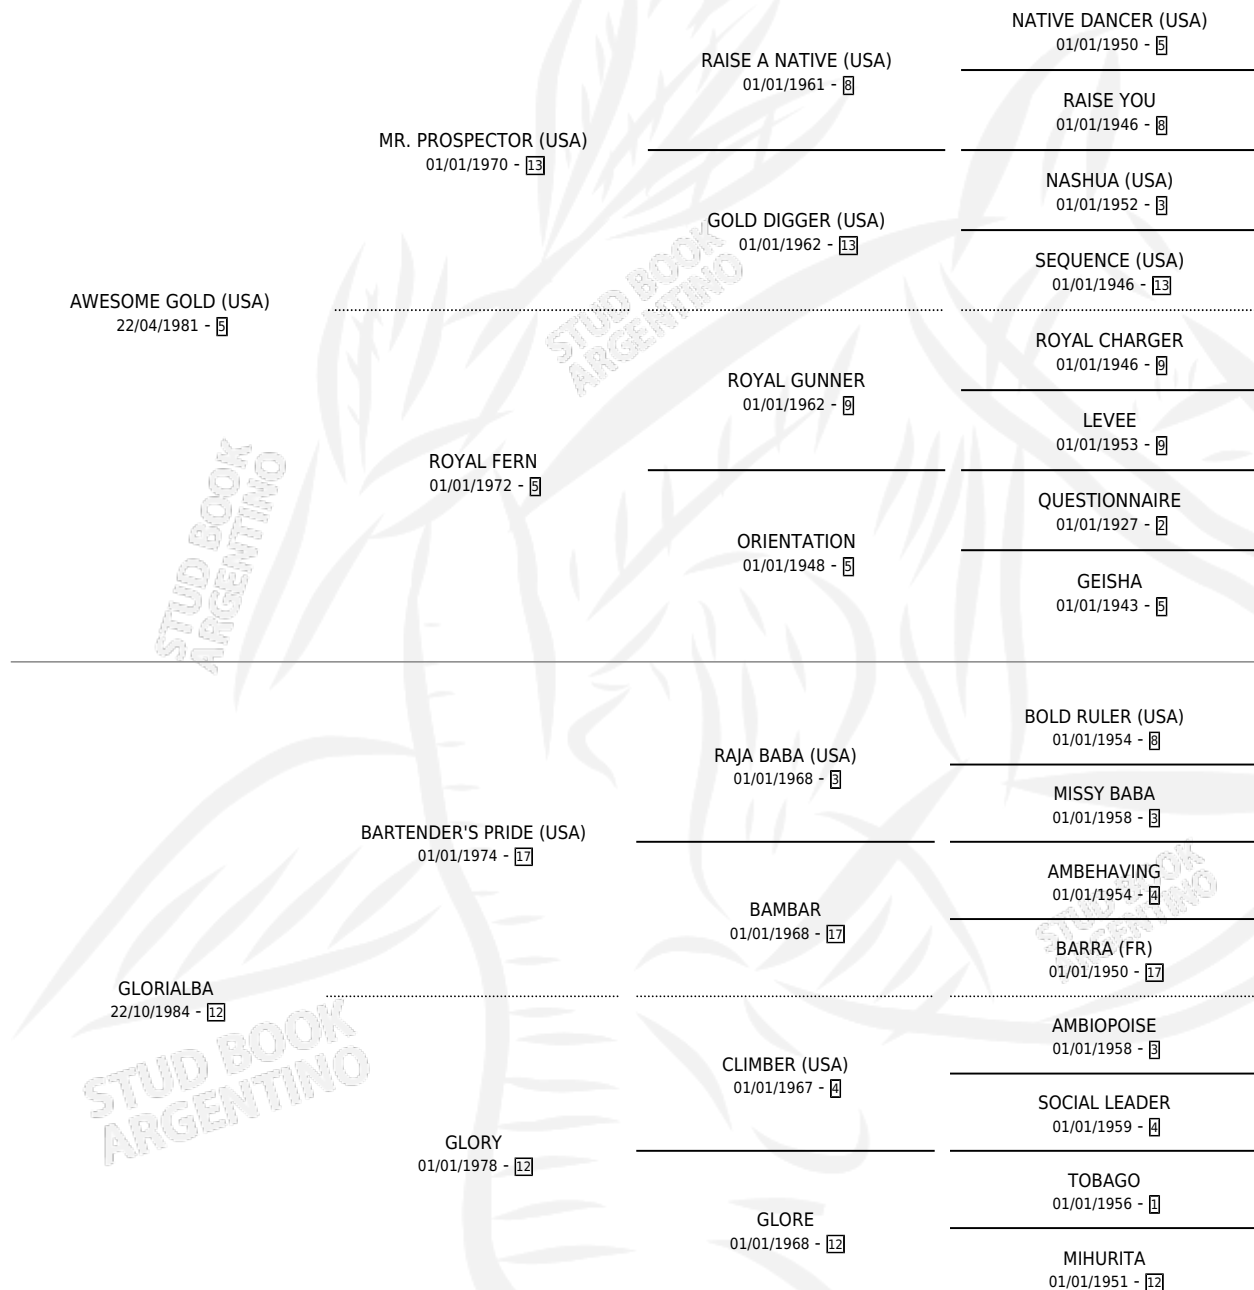 NATIVE DANCER (USA)
01/01/1950 - 5
RAISE A NATIVE (USA)
01/01/1961 - 8
RAISE YOU
01/01/1946 - 8
MR. PROSPECTOR (USA)
01/01/1970 - 13
NASHUA (USA)
01/01/1952 - 3
GOLD DIGGER (USA)
01/01/1962 - 13
SEQUENCE (USA)
01/01/1946 - 13
AWESOME GOLD (USA)
22/04/1981 - 5
ROYAL CHARGER
01/01/1946 - 9
ROYAL GUNNER
01/01/1962 - 9
LEVEE
01/01/1953 - 9
ROYAL FERN
01/01/1972 - 5
QUESTIONNAIRE
01/01/1927 - 2
ORIENTATION
01/01/1948 - 5
GEISHA
01/01/1943 - 5
BOLD RULER (USA)
01/01/1954 - 8
RAJA BABA (USA)
01/01/1968 - 3
MISSY BABA
01/01/1958 - 3
BARTENDER'S PRIDE (USA)
01/01/1974 - 17
AMBEHAVING
01/01/1954 - 4
BAMBAR
01/01/1968 - 17
BARRA (FR)
01/01/1950 - 17
GLORIALBA
22/10/1984 - 12
AMBIOPOISE
01/01/1958 - 3
CLIMBER (USA)
01/01/1967 - 4
SOCIAL LEADER
01/01/1959 - 4
GLORY
01/01/1978 - 12
TOBAGO
01/01/1956 - 1
GLORE
01/01/1968 - 12
MIHURITA
01/01/1951 - 12
STUD BOOK
ARGENTINO
STUD BOOK
ARGENTINO
STUD BOOK
ARGENTINO
STUD BOOK
ARGENTINO